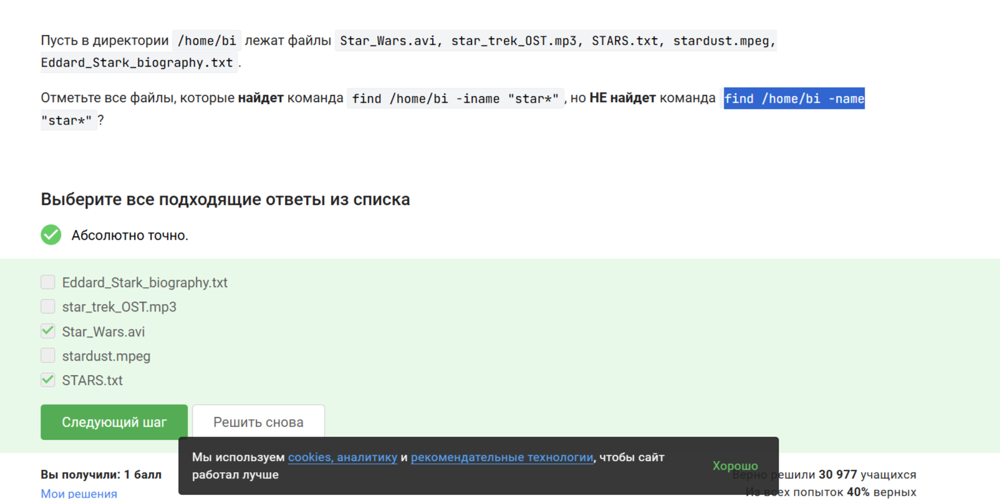 Пусть в директории /home/bi лежат файлы Star_Wars.avi, star_trek_OST.mp3, STARS.txt, stardust.mpeg,
Eddard_Stark_biography.txt.
Отметьте все файлы, которые найдет команда find /home/bi -iname "star*", но НЕ найдет команда find /home/bi -name
"star*"?
Выберите все подходящие ответы из списка
Абсолютно точно.
Eddard_Stark_biography.txt
star_trek_OST.mp3
Star_Wars.avi
stardust.mpeg
STARS.txt
Следующий шаг
Решить снова
Мы используем cookies, аналитику и рекомендательные технологии, чтобы сайт
работал лучше
Хорошо
Вы получили: 1 балл
Мои решения
Верно решили 30 977 учащихся
Из всех попыток 40% верных